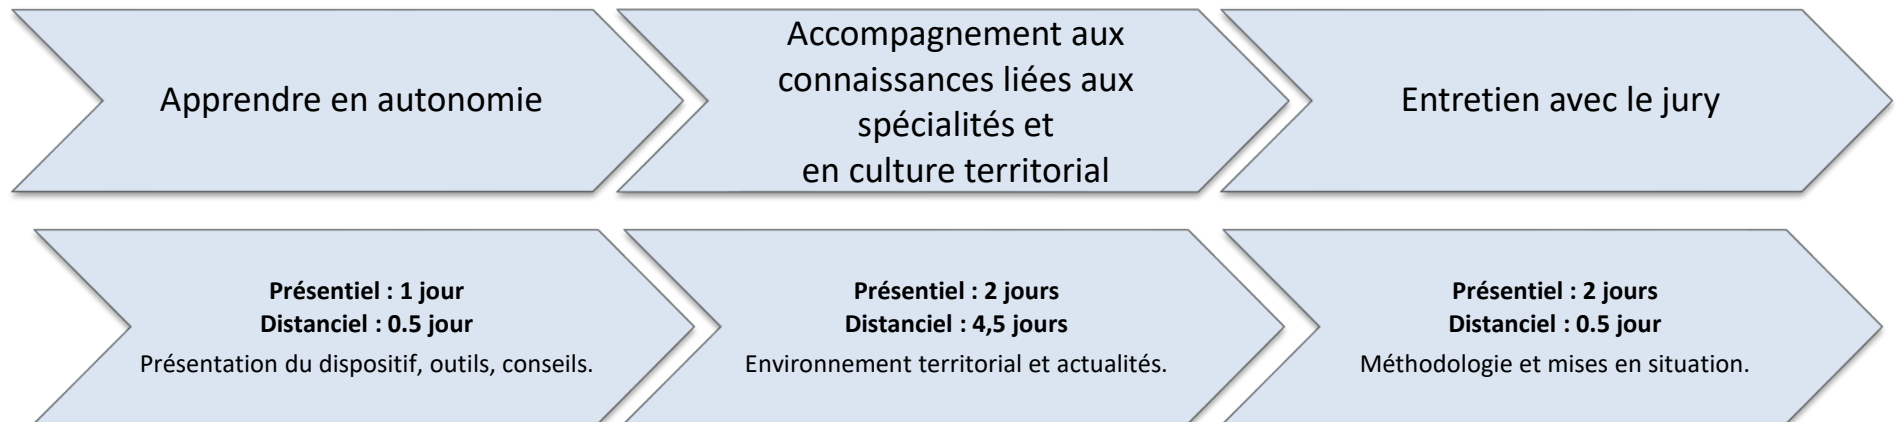 Apprendre en autonomie
Accompagnement aux
connaissances liées aux
spécialités et
en culture territorial
Entretien avec le jury
Présentiel : 1 jour
Distanciel : 0.5 jour
Présentation du dispositif, outils, conseils.
Présentiel : 2 jours
Distanciel : 4,5 jours
Environnement territorial et actualités.
Présentiel : 2 jours
Distanciel : 0.5 jour
Méthodologie et mises en situation.